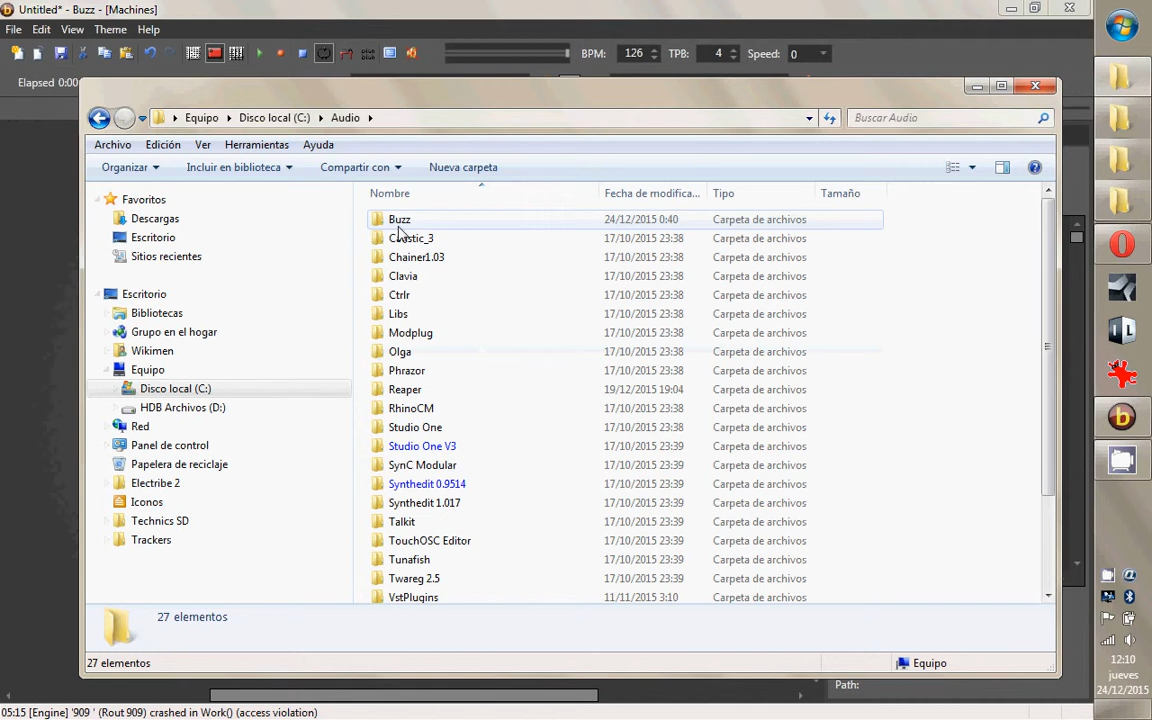 Untitled* - Buzz - [Machines]
File Edit View Theme Help
BPM: 126 TPB: 4 Speed: 0
Elapsed 0:00
Equipo Disco local (C:) Audio
Buscar Audio
Archivo Edición Ver Herramientas Ayuda
Organizar Incluir en biblioteca Compartir con Nueva carpeta
Nombre Fecha de modifica... Tipo Tamaño
Favoritos
Descargas
Escritorio
Sitios recientes
Escritorio
Bibliotecas
Grupo en el hogar
Wikimen
Equipo
Disco local (C:)
HDB Archivos (D:)
Red
Panel de control
Papelera de reciclaje
Electribe 2
Iconos
Technics SD
Trackers
Buzz 24/12/2015 0:40 Carpeta de archivos
Caustic_3 17/10/2015 23:38 Carpeta de archivos
Chainer1.03 17/10/2015 23:38 Carpeta de archivos
Clavia 17/10/2015 23:38 Carpeta de archivos
Ctrlr 17/10/2015 23:38 Carpeta de archivos
Libs 17/10/2015 23:38 Carpeta de archivos
Modplug 17/10/2015 23:38 Carpeta de archivos
Olga 17/10/2015 23:38 Carpeta de archivos
Phrazor 17/10/2015 23:38 Carpeta de archivos
Reaper 19/12/2015 19:04 Carpeta de archivos
RhinoCM 17/10/2015 23:38 Carpeta de archivos
Studio One 17/10/2015 23:38 Carpeta de archivos
Studio One V3 17/10/2015 23:39 Carpeta de archivos
SynC Modular 17/10/2015 23:39 Carpeta de archivos
Synthedit 0.9514 17/10/2015 23:39 Carpeta de archivos
Synthedit 1.017 17/10/2015 23:39 Carpeta de archivos
Talkit 17/10/2015 23:39 Carpeta de archivos
TouchOSC Editor 17/10/2015 23:39 Carpeta de archivos
Tunafish 17/10/2015 23:39 Carpeta de archivos
Twareg 2.5 17/10/2015 23:39 Carpeta de archivos
VstPlugins 11/11/2015 3:10 Carpeta de archivos
27 elementos
27 elementos Equipo
Path:
05:15 [Engine] '909 ' (Rout 909) crashed in Work() (access violation)
12:10
jueves
24/12/2015